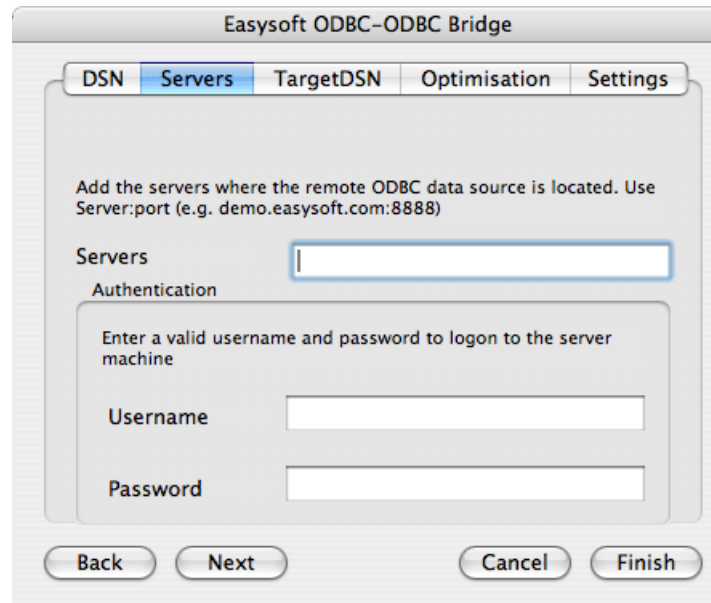 Easysoft ODBC-ODBC Bridge
DSN Servers TargetDSN Optimisation Settings
Add the servers where the remote ODBC data source is located. Use
Server:port (e.g. demo.easysoft.com:8888)
Servers
Authentication
Enter a valid username and password to logon to the server
machine
Username
Password
Back Next Cancel Finish